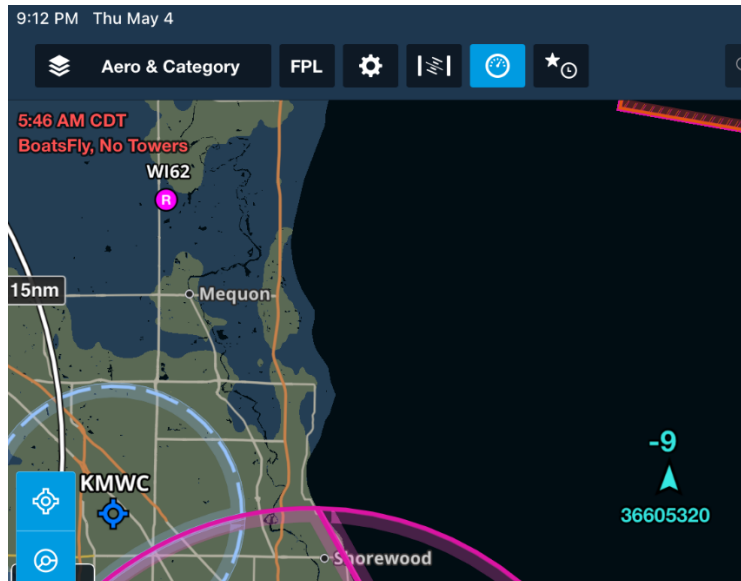 9:12 PM Thu May 4
Aero & Category FPL
5:46 AM CDT
BoatsFly, No Towers
WI62
R
15nm
Mequon
-9
KMWC
36605320
Shorewood